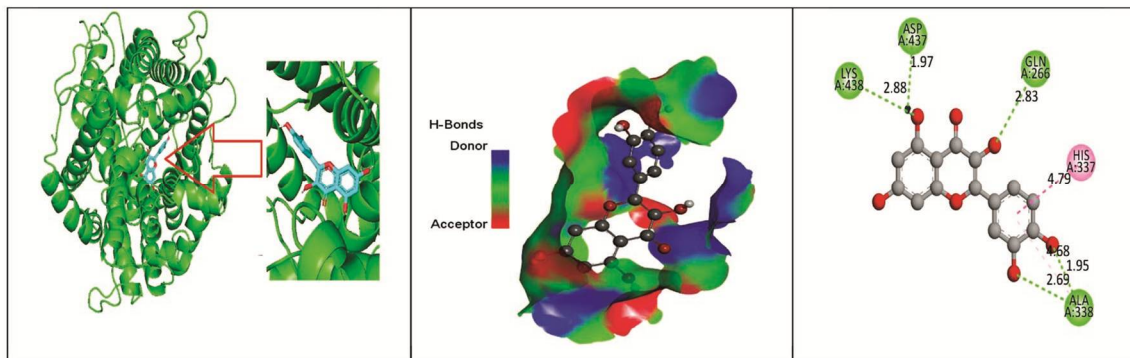 H-Bonds
Donor
Acceptor
ASP
A:437
1.97
LYS
A:438
2.88
GLN
A:266
2.83
HIS
A:337
4.79
4.68
1.95
2.69
ALA
A:338